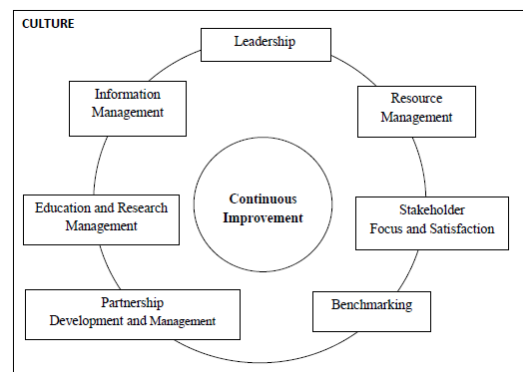 CULTURE
Leadership
Information
Management
Resource
Management
Continuous
Improvement
Education and Research
Management
Stakeholder
Focus and Satisfaction
Partnership
Development and Management
Benchmarking